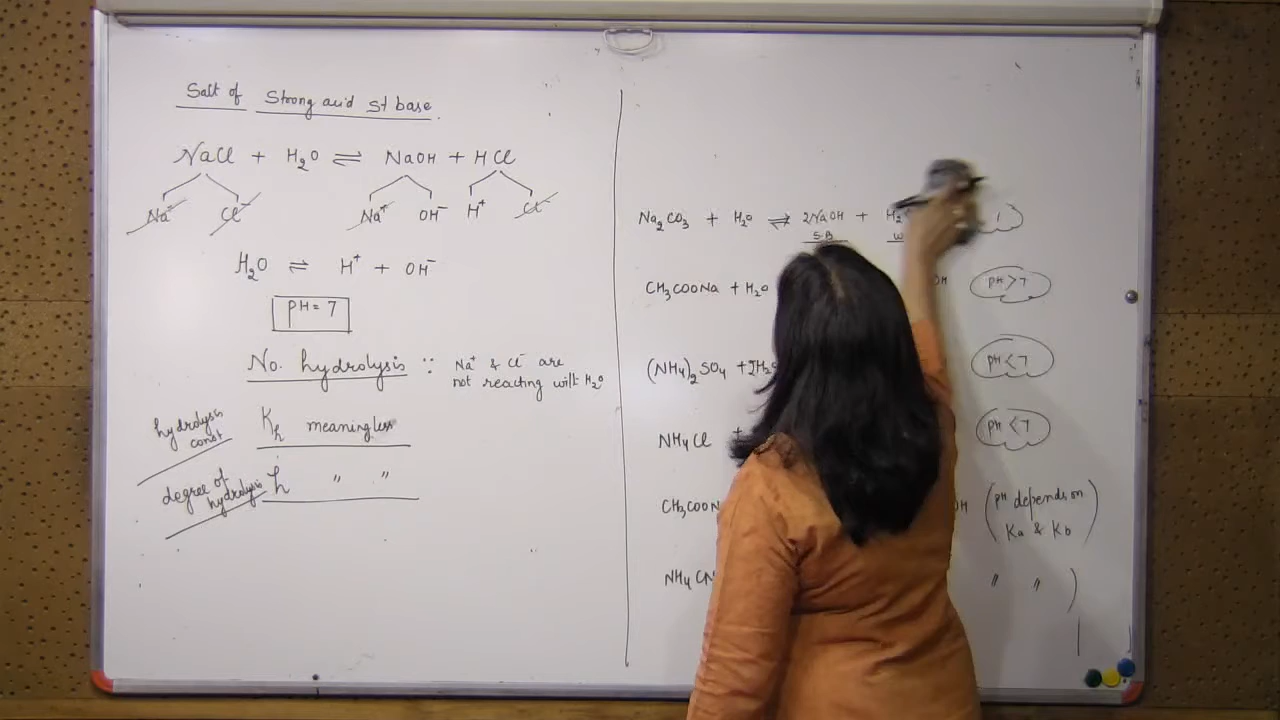 Salt of Strong acid st base.
NaCl + H₂O ⇌ NaOH + HCl
Na⁺ Cl⁻ Na⁺ OH⁻ H⁺ Cl⁻
H₂O ⇌ H⁺ + OH⁻
pH = 7
No. hydrolysis ∵ Na⁺ & Cl⁻ are
not reacting with H₂O
hydrolysis const Kh meaningless
degree of hydrolysis h " "
Na₂CO₃ + H₂O ⇌ 2NaOH + H₂
S.B W
CH₃COONa + H₂O OH pH > 7
(NH₄)₂SO₄ + 2H₂O pH < 7
NH₄Cl + pH < 7
CH₃COON OH (pH depends on
Ka & Kb)
NH₄CN " " )